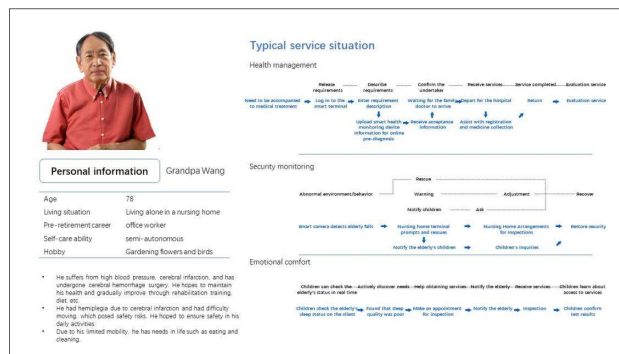 Typical service situation
Health management
Release requirements
Describe requirements
Confirm the undertaker
Receive services
Service completed
Evaluation service
Need to be accompanied to medical treatment
Log in to the smart terminal
Enter requirement description
Waiting for the family doctor to arrive
Depart for the hospital
Return
Evaluation service
Upload smart health monitoring device information for online pre-diagnosis
Receive acceptance information
Assist with registration and medicine collection
Personal information
Grandpa Wang
Age 78
Living situation Living alone in a nursing home
Pre-retirement career office worker
Self-care ability semi-autonomous
Hobby Gardening flowers and birds
• He suffers from high blood pressure, cerebral infarction, and has
undergone cerebral hemorrhage surgery. He hopes to maintain
his health and gradually improve through rehabilitation training,
diet, etc.
• He had hemiplegia due to cerebral infarction and had difficulty
moving, which posed safety risks. He hoped to ensure safety in his
daily activities.
• Due to his limited mobility, he has needs in life such as eating and
cleaning.
Security monitoring
Rescue
Abnormal environment/behavior
Warning
Adjustment
Recover
Notify children
Ask
Smart camera detects elderly falls
Nursing home terminal prompts and rescues
Nursing Home Arrangements for Inspections
Restore security
Notify the elderly's children
Children's inquiries
Emotional comfort
Children can check the elderly's status in real time
Actively discover needs
Help obtaining services
Notify the elderly
Receive services
Children learn about access to services
Children check the elderly's sleep status on the client
Found that sleep quality was poor
Make an appointment for inspection
Notify the elderly
Inspection
Children confirm test results